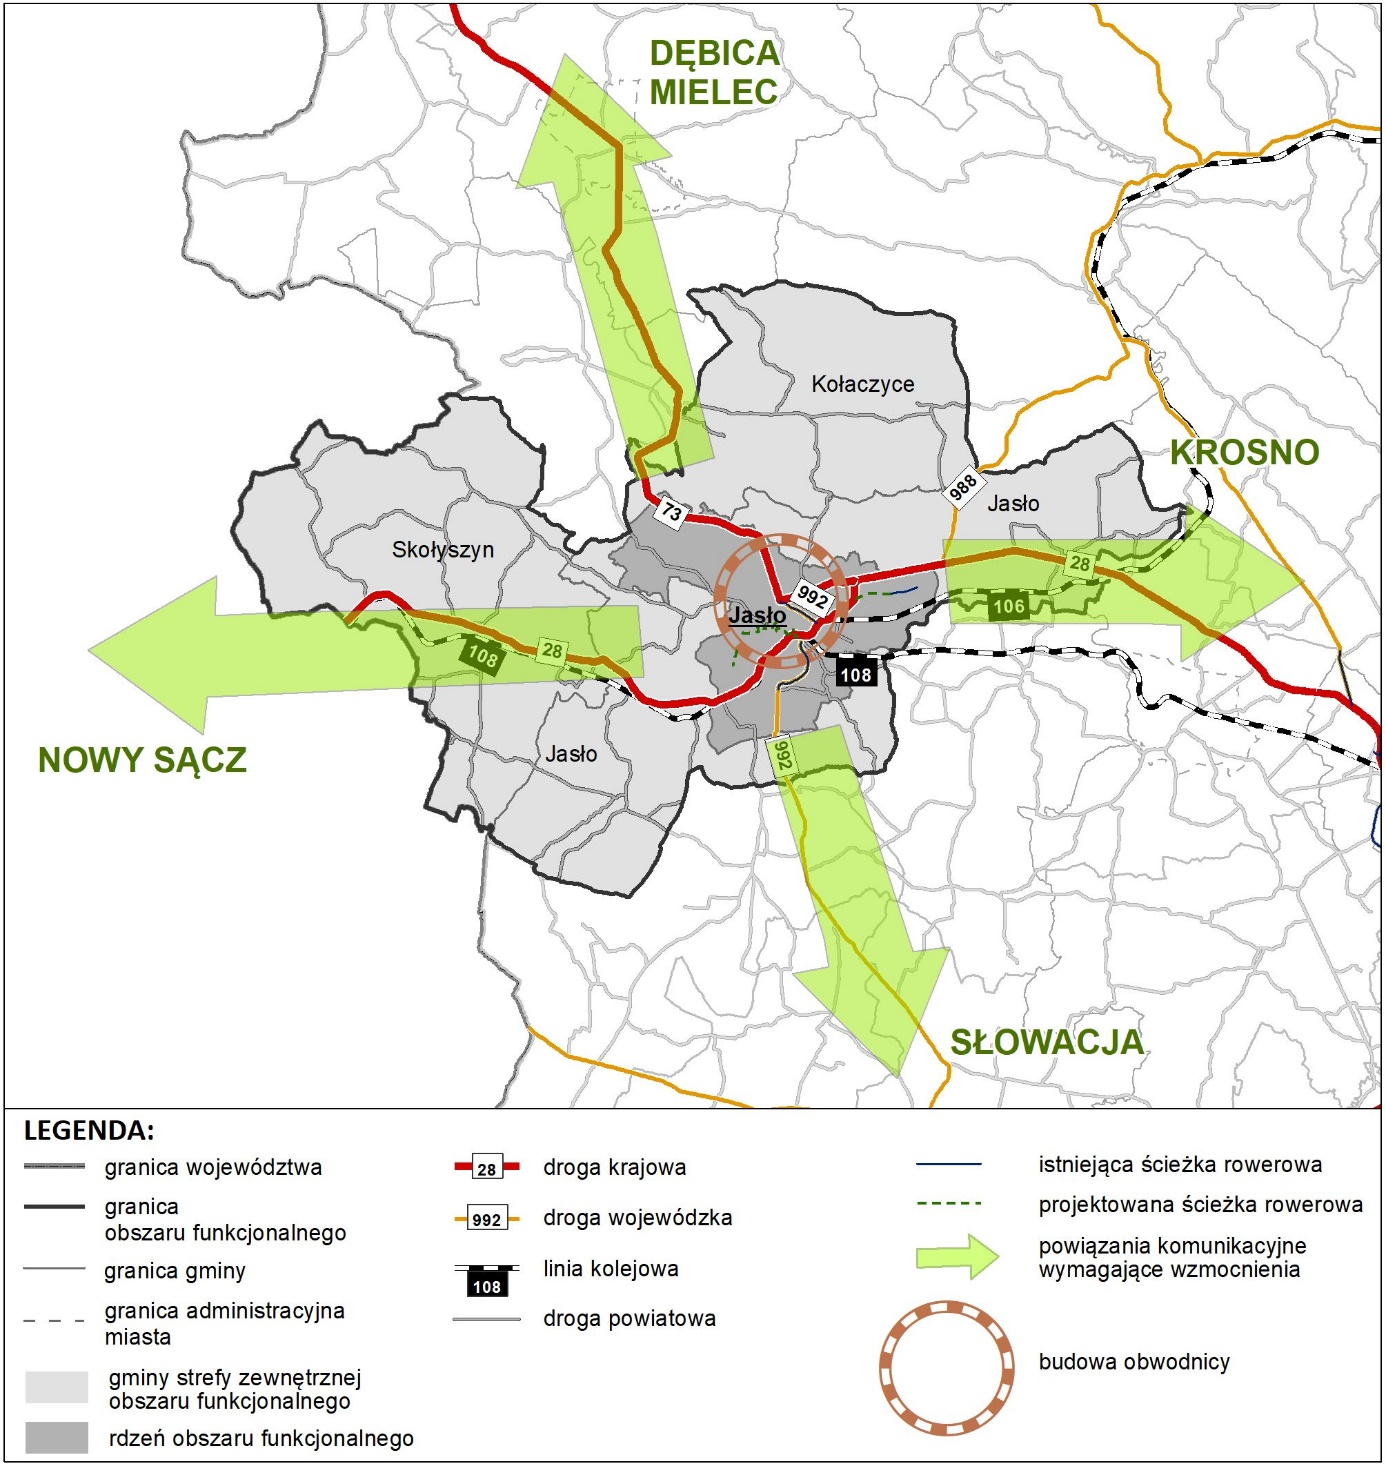 DĘBICA
MIELEC
Kołaczyce
KROSNO
988
Jasło
73
Skołyszyn
28
992
Jasło
106
108
28
108
992
NOWY SĄCZ
Jasło
SŁOWACJA
LEGENDA:
granica województwa
granica
obszaru funkcjonalnego
granica gminy
granica administracyjna
miasta
gminy strefy zewnętrznej
obszaru funkcjonalnego
rdzeń obszaru funkcjonalnego
28 droga krajowa
992 droga wojewódzka
108 linia kolejowa
droga powiatowa
istniejąca ścieżka rowerowa
projektowana ścieżka rowerowa
powiązania komunikacyjne
wymagające wzmocnienia
budowa obwodnicy